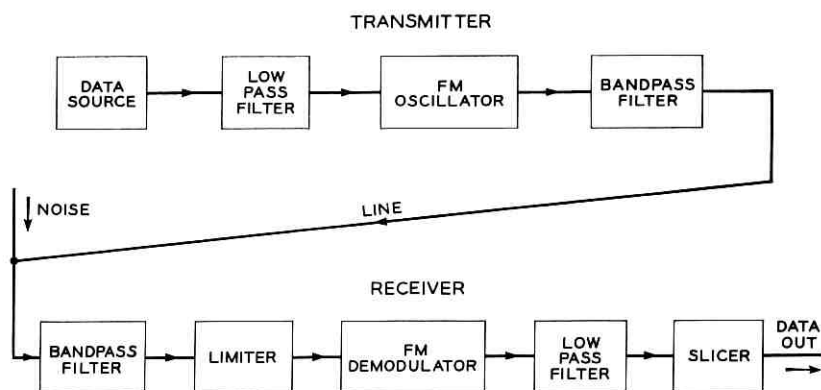 TRANSMITTER
DATA
SOURCE
LOW
PASS
FILTER
FM
OSCILLATOR
BANDPASS
FILTER
NOISE
LINE
RECEIVER
BANDPASS
FILTER
LIMITER
FM
DEMODULATOR
LOW
PASS
FILTER
SLICER
DATA
OUT